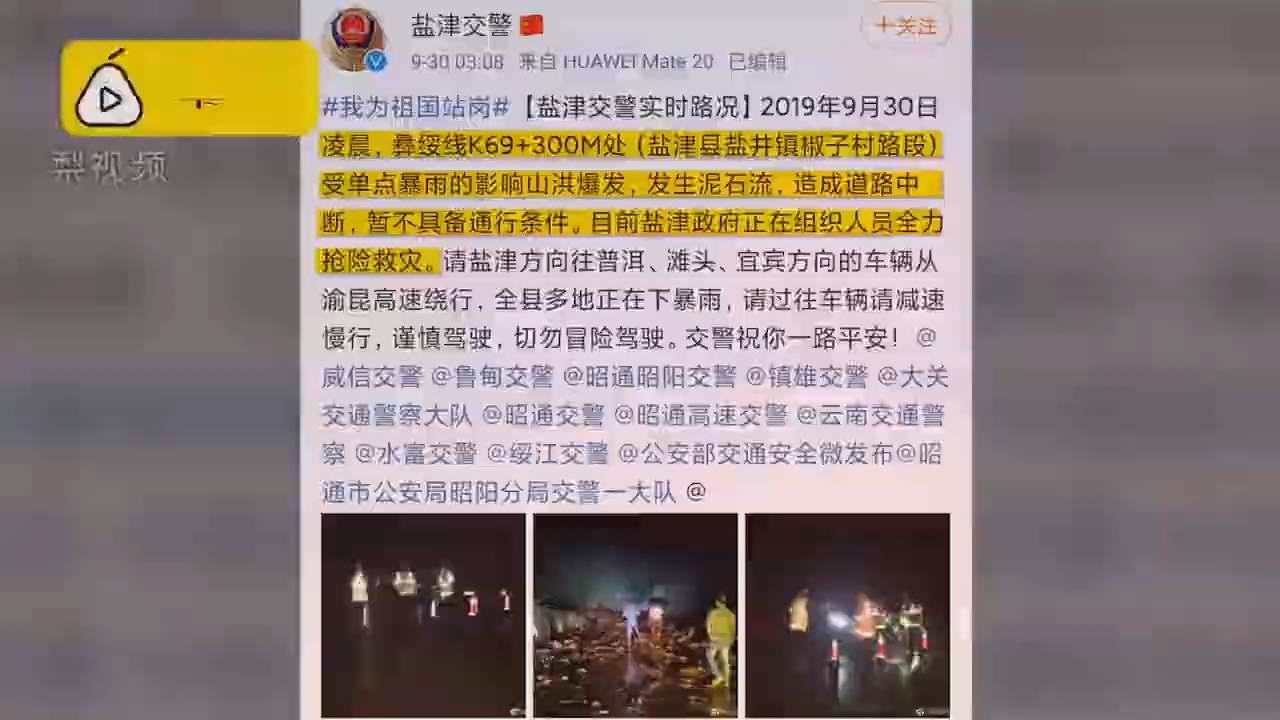 盐津交警
+关注
9-30 03:08 来自 HUAWEI Mate 20 已编辑
梨视频
#我为祖国站岗#【盐津交警实时路况】2019年9月30日
凌晨，彝绥线K69+300M处（盐津县盐井镇椒子村路段）
受单点暴雨的影响山洪爆发，发生泥石流，造成道路中
断，暂不具备通行条件。目前盐津政府正在组织人员全力
抢险救灾。请盐津方向往普洱、滩头、宜宾方向的车辆从
渝昆高速绕行，全县多地正在下暴雨，请过往车辆请减速
慢行，谨慎驾驶，切勿冒险驾驶。交警祝你一路平安！@
威信交警 @鲁甸交警 @昭通昭阳交警 @镇雄交警 @大关
交通警察大队 @昭通交警 @昭通高速交警 @云南交通警
察 @水富交警 @绥江交警 @公安部交通安全微发布@昭
通市公安局昭阳分局交警一大队 @